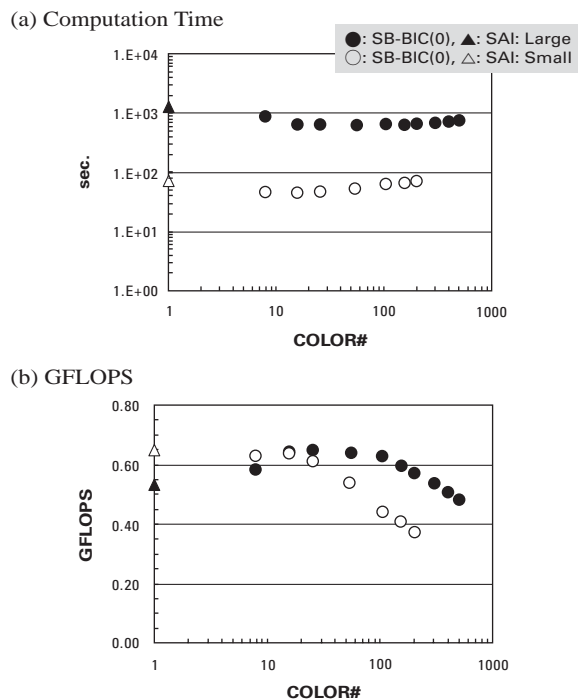 (a) Computation Time
●: SB-BIC(0), ▲: SAI: Large
○: SB-BIC(0), △: SAI: Small
1.E+04
1.E+03
1.E+02
1.E+01
1.E+00
sec.
1 10 100 1000
COLOR#
(b) GFLOPS
0.80
0.60
0.40
0.20
0.00
GFLOPS
1 10 100 1000
COLOR#